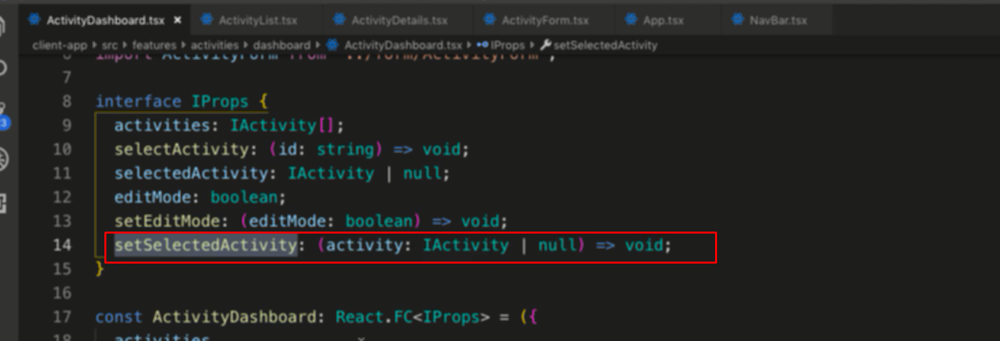 ActivityDashboard.tsx × ActivityList.tsx ActivityDetails.tsx ActivityForm.tsx App.tsx NavBar.tsx
client-app › src › features › activities › dashboard › ActivityDashboard.tsx › IProps › setSelectedActivity
6 import ActivityForm from "../form/ActivityForm";
7
8 interface IProps {
9 activities: IActivity[];
10 selectActivity: (id: string) => void;
11 selectedActivity: IActivity | null;
12 editMode: boolean;
13 setEditMode: (editMode: boolean) => void;
14 setSelectedActivity: (activity: IActivity | null) => void;
15 }
16
17 const ActivityDashboard: React.FC<IProps> = ({
18 activities